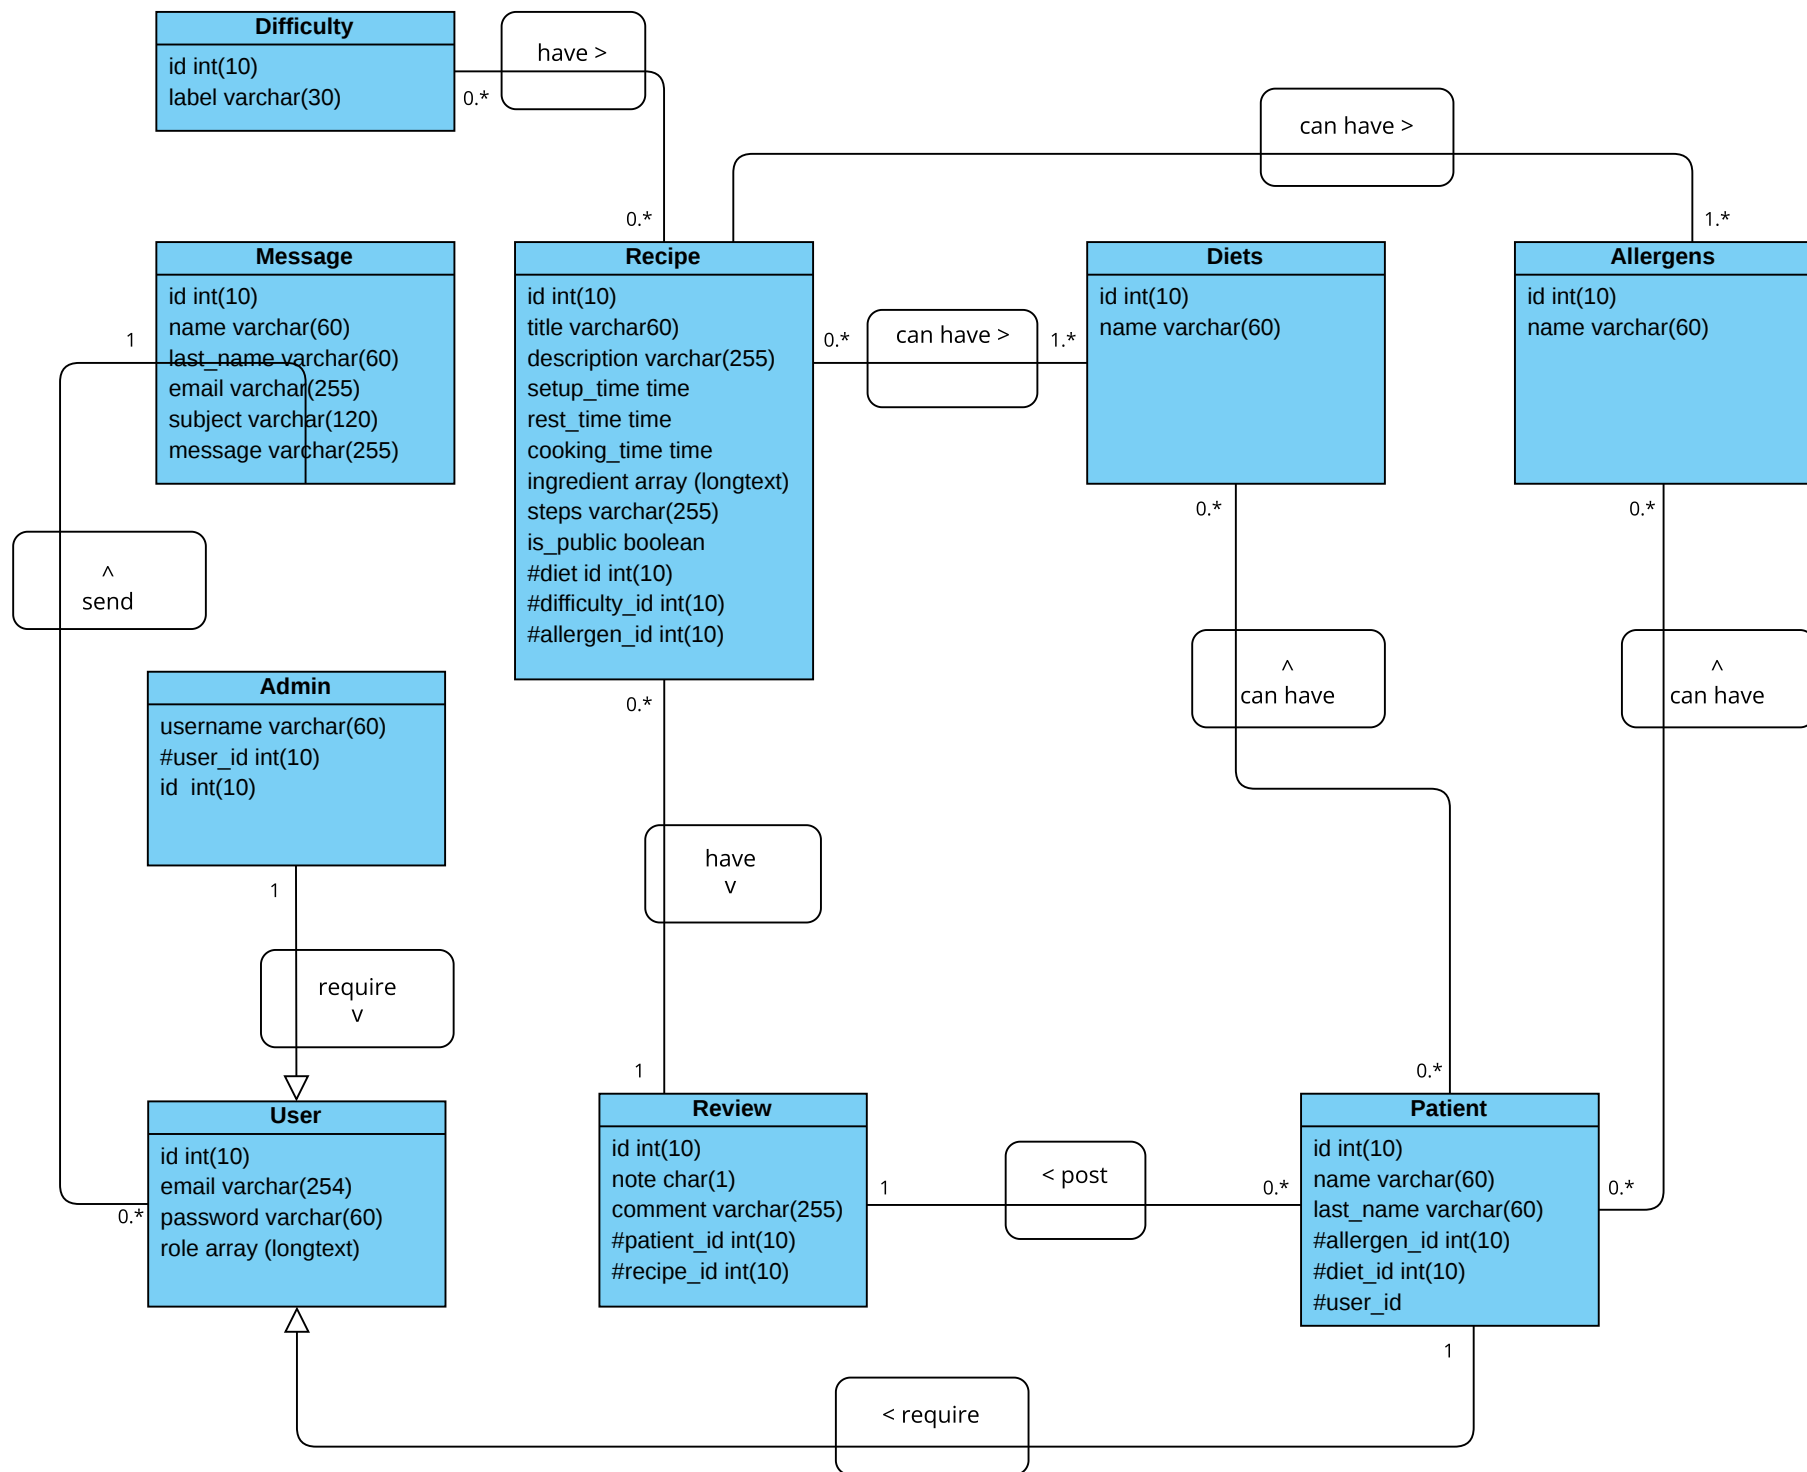 Difficulty
id int(10)
label varchar(30)
have >
0.*
0.*
can have >
1.*
Message
id int(10)
name varchar(60)
last_name varchar(60)
email varchar(255)
subject varchar(120)
message varchar(255)
1
Recipe
id int(10)
title varchar60)
description varchar(255)
setup_time time
rest_time time
cooking_time time
ingredient array (longtext)
steps varchar(255)
is_public boolean
#diet id int(10)
#difficulty_id int(10)
#allergen_id int(10)
0.*
can have >
1.*
Diets
id int(10)
name varchar(60)
Allergens
id int(10)
name varchar(60)
0.*
0.*
^
send
^
can have
^
can have
Admin
username varchar(60)
#user_id int(10)
id  int(10)
0.*
1
have
v
require
v
1
0.*
User
id int(10)
email varchar(254)
password varchar(60)
role array (longtext)
0.*
Review
id int(10)
note char(1)
comment varchar(255)
#patient_id int(10)
#recipe_id int(10)
1
< post
0.*
Patient
id int(10)
name varchar(60)
last_name varchar(60)
#allergen_id int(10)
#diet_id int(10)
#user_id
0.*
1
< require